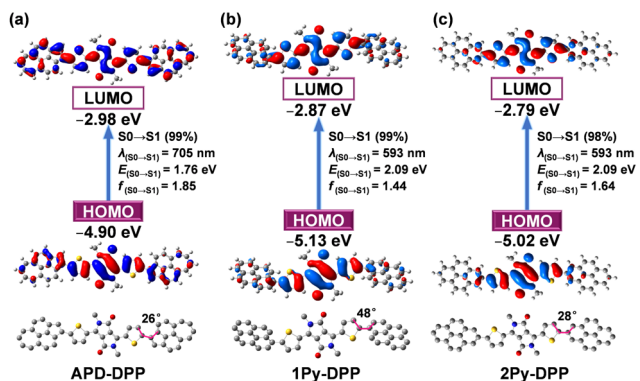 (a)
LUMO
−2.98 eV
S0→S1 (99%)
λ(S0→S1) = 705 nm
E(S0→S1) = 1.76 eV
f(S0→S1) = 1.85
HOMO
−4.90 eV
26°
APD-DPP
(b)
LUMO
−2.87 eV
S0→S1 (99%)
λ(S0→S1) = 593 nm
E(S0→S1) = 2.09 eV
f(S0→S1) = 1.44
HOMO
−5.13 eV
48°
1Py-DPP
(c)
LUMO
−2.79 eV
S0→S1 (98%)
λ(S0→S1) = 593 nm
E(S0→S1) = 2.09 eV
f(S0→S1) = 1.64
HOMO
−5.02 eV
28°
2Py-DPP